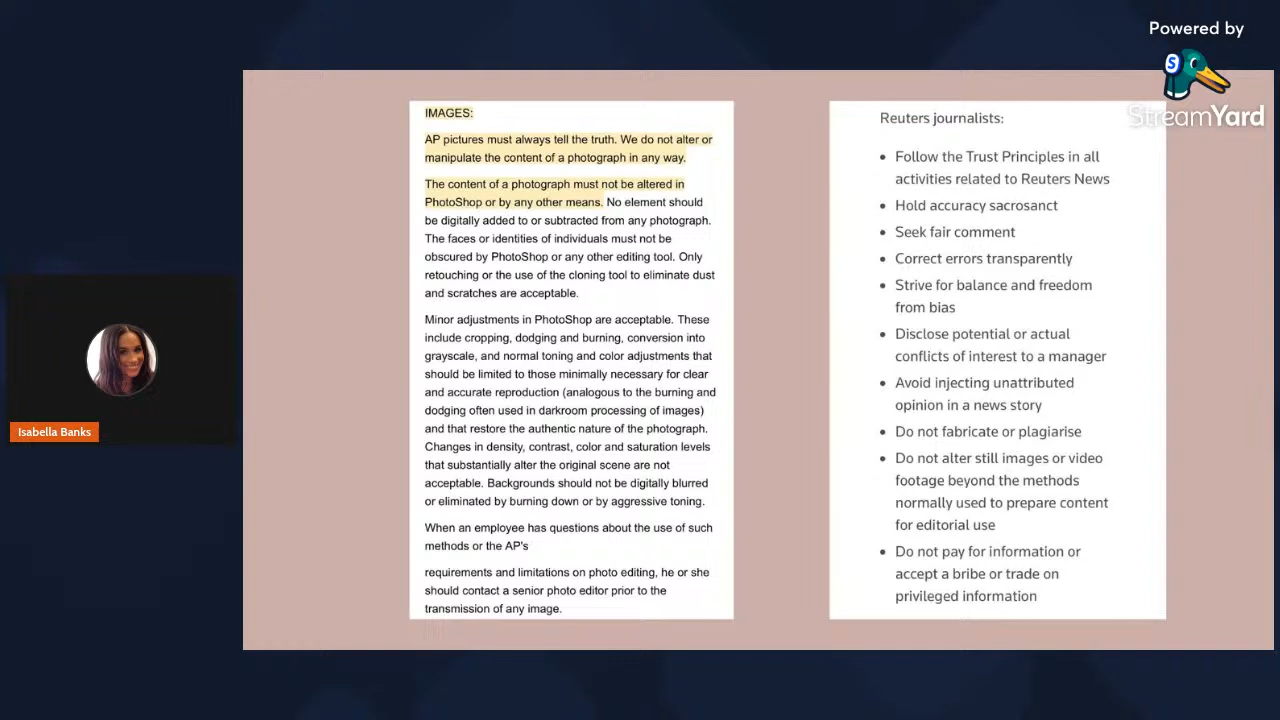 Powered by
S
StreamYard
IMAGES:
AP pictures must always tell the truth. We do not alter or
manipulate the content of a photograph in any way.
The content of a photograph must not be altered in
PhotoShop or by any other means. No element should
be digitally added to or subtracted from any photograph.
The faces or identities of individuals must not be
obscured by PhotoShop or any other editing tool. Only
retouching or the use of the cloning tool to eliminate dust
and scratches are acceptable.
Minor adjustments in PhotoShop are acceptable. These
include cropping, dodging and burning, conversion into
grayscale, and normal toning and color adjustments that
should be limited to those minimally necessary for clear
and accurate reproduction (analogous to the burning and
dodging often used in darkroom processing of images)
and that restore the authentic nature of the photograph.
Changes in density, contrast, color and saturation levels
that substantially alter the original scene are not
acceptable. Backgrounds should not be digitally blurred
or eliminated by burning down or by aggressive toning.
When an employee has questions about the use of such
methods or the AP's
requirements and limitations on photo editing, he or she
should contact a senior photo editor prior to the
transmission of any image.
Reuters journalists:
• Follow the Trust Principles in all
activities related to Reuters News
• Hold accuracy sacrosanct
• Seek fair comment
• Correct errors transparently
• Strive for balance and freedom
from bias
• Disclose potential or actual
conflicts of interest to a manager
• Avoid injecting unattributed
opinion in a news story
• Do not fabricate or plagiarise
• Do not alter still images or video
footage beyond the methods
normally used to prepare content
for editorial use
• Do not pay for information or
accept a bribe or trade on
privileged information
Isabella Banks